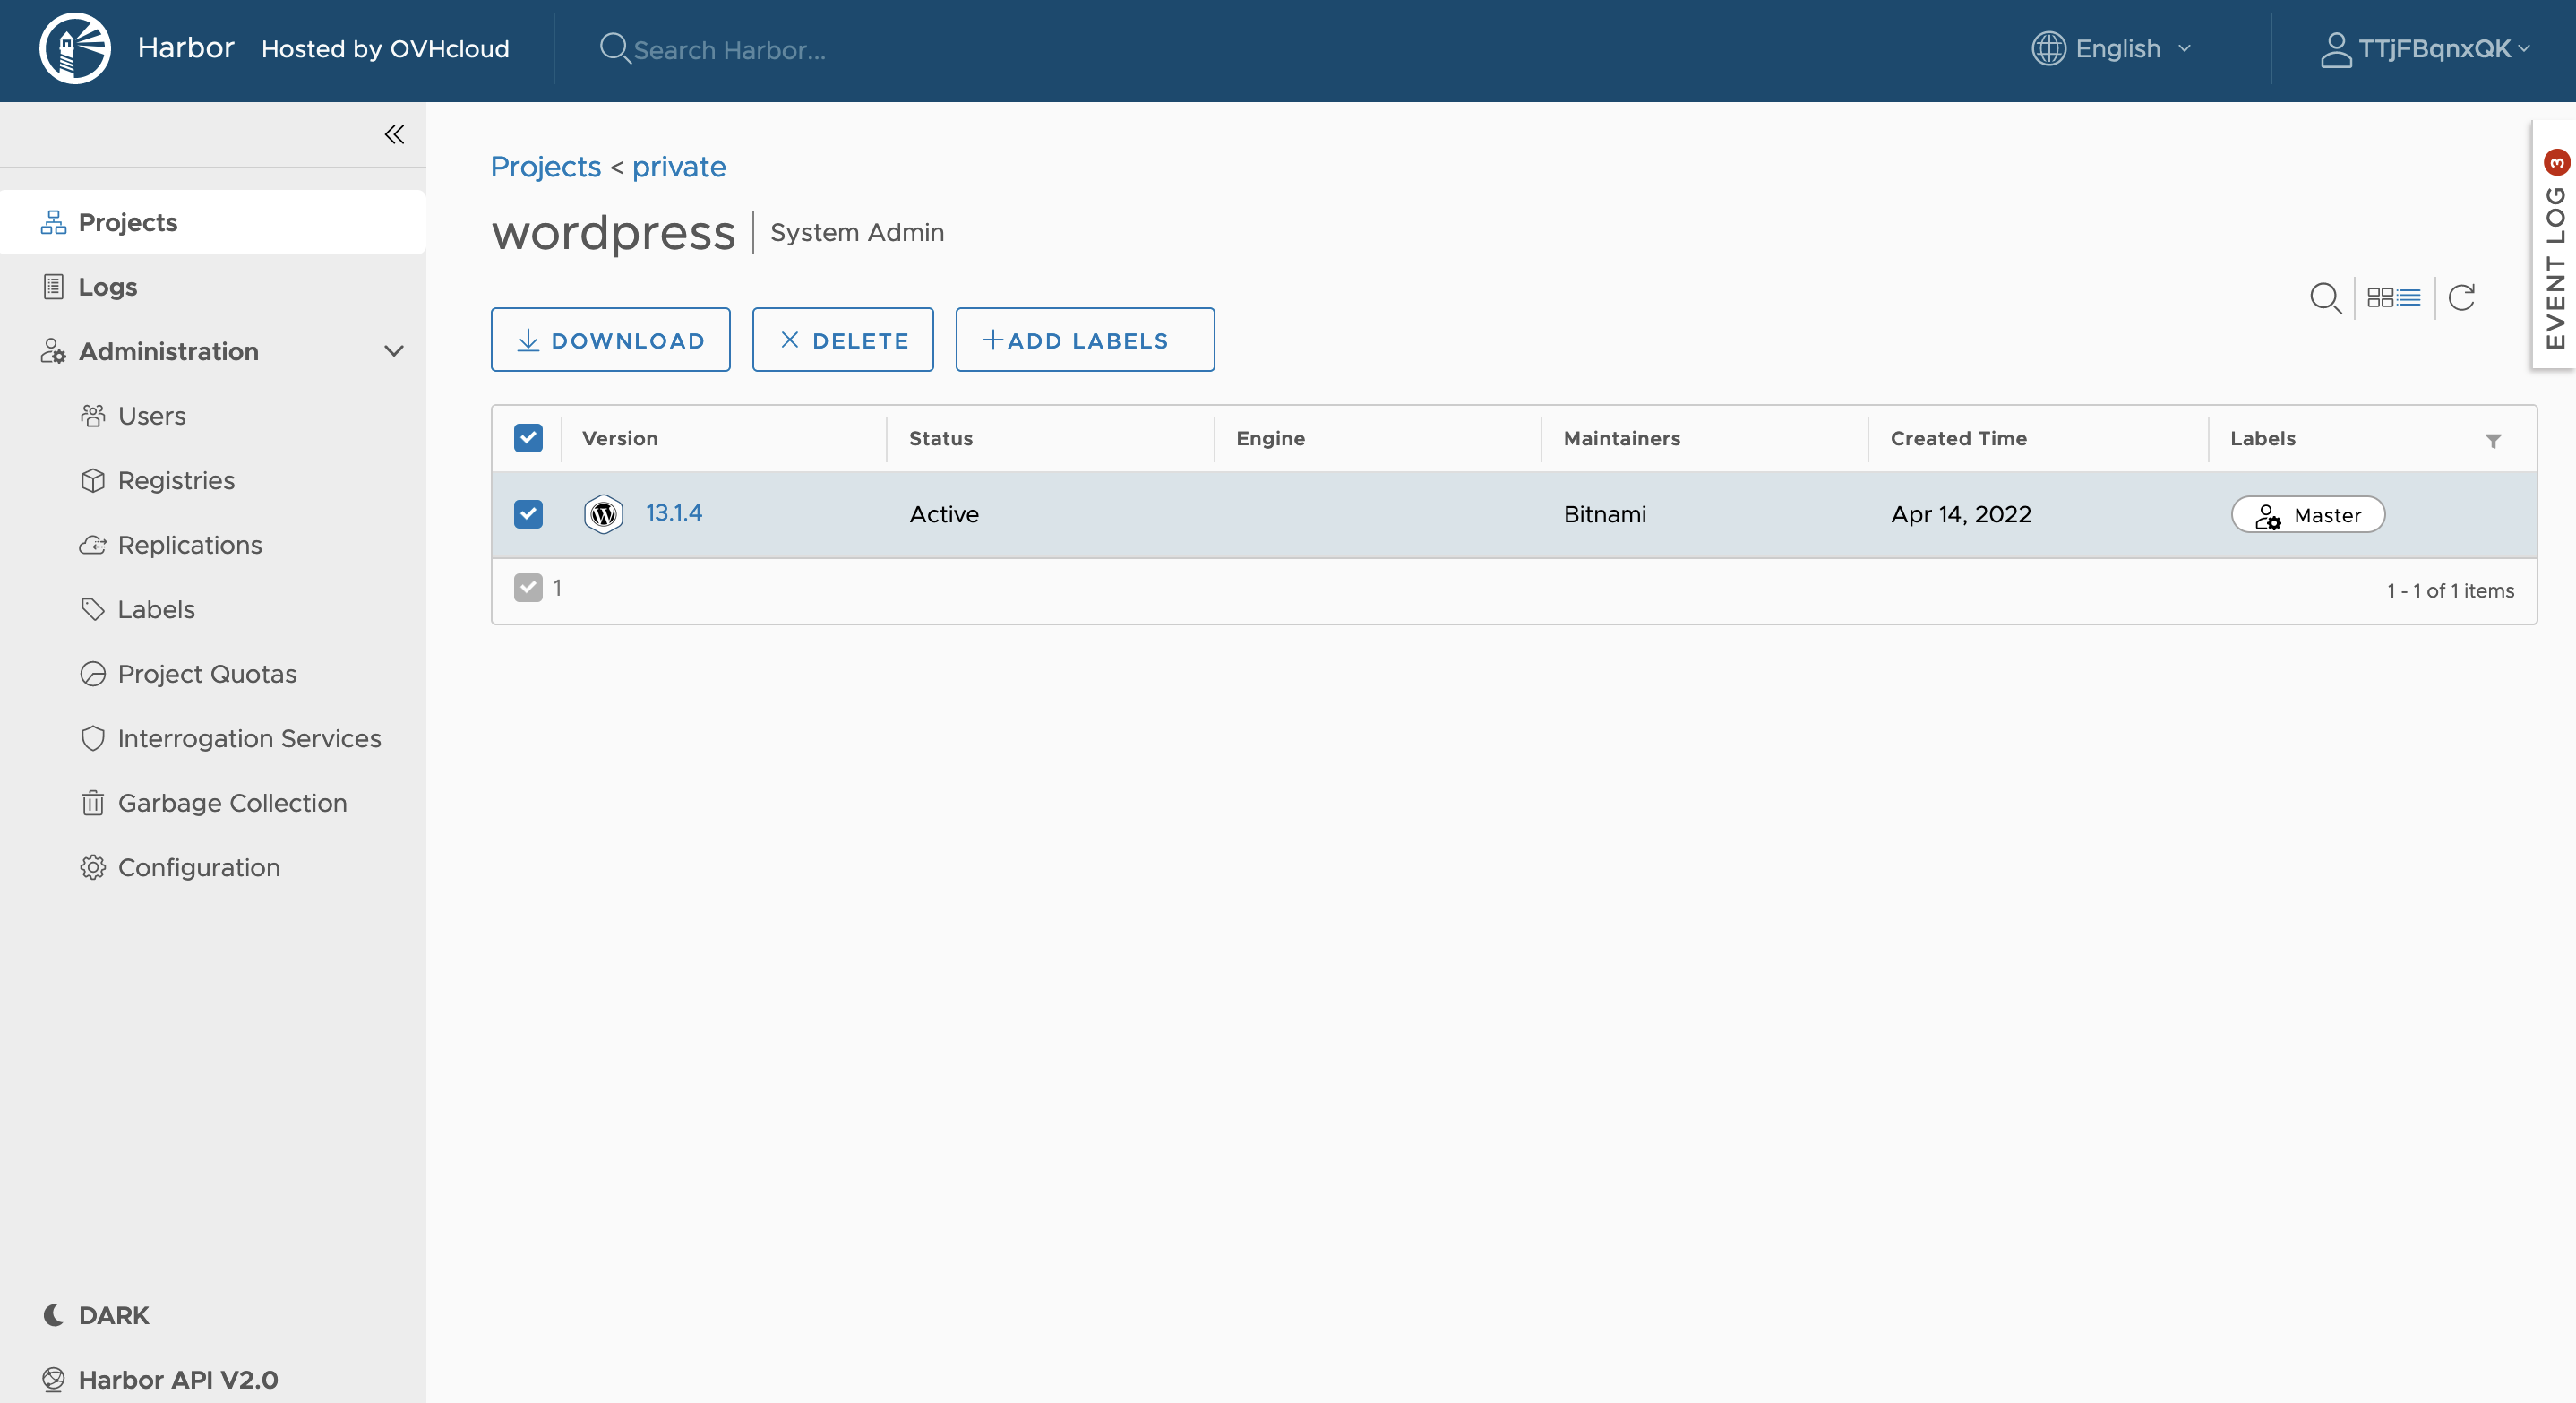 Harbor Hosted by OVHcloud Search Harbor... English TTjFBqnxQK
EVENT LOG 3
Projects
Logs
Administration
Users
Registries
Replications
Labels
Project Quotas
Interrogation Services
Garbage Collection
Configuration
DARK
Harbor API V2.0
Projects < private
wordpress System Admin
DOWNLOAD DELETE ADD LABELS
Version Status Engine Maintainers Created Time Labels
13.1.4 Active Bitnami Apr 14, 2022 Master
1 1 - 1 of 1 items